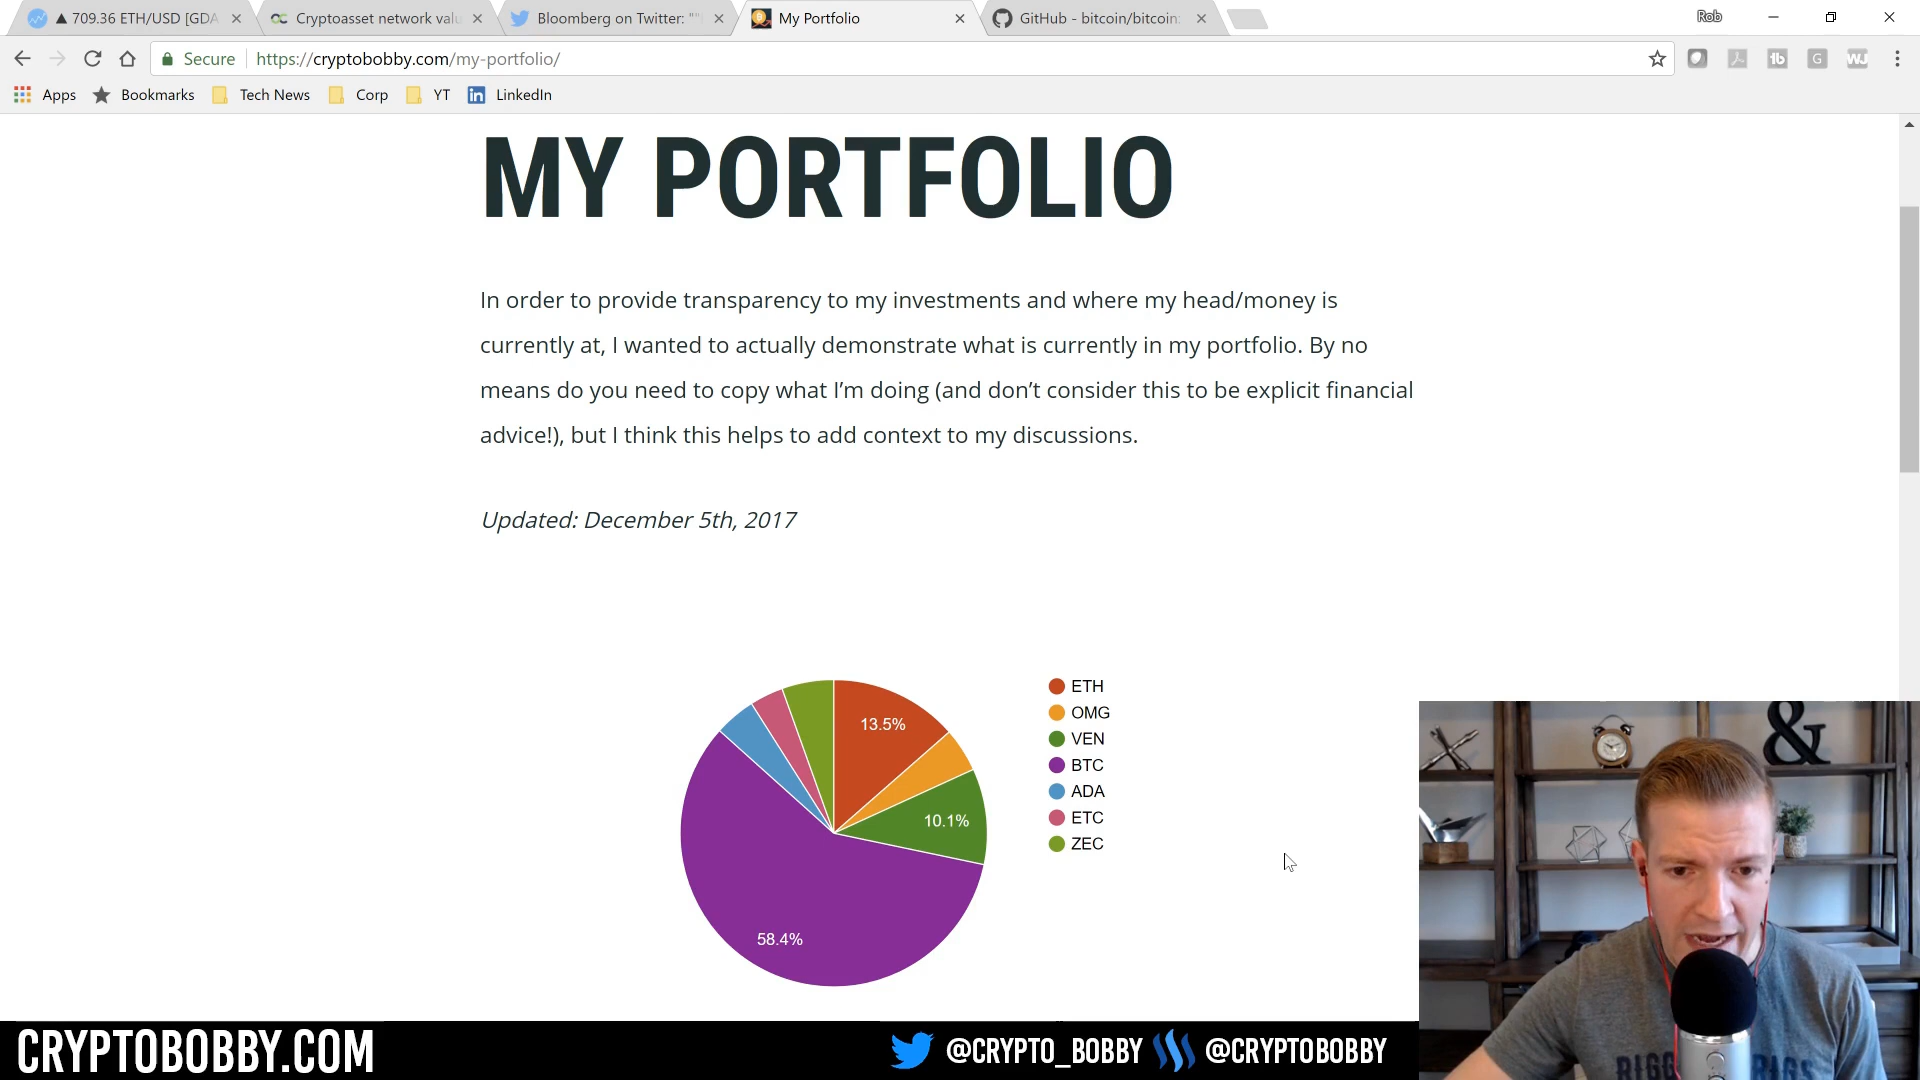 ▲ 709.36 ETH/USD [GDA
Cryptoasset network valu
Bloomberg on Twitter: "
My Portfolio
GitHub - bitcoin/bitcoin:
Rob
Secure
https://cryptobobby.com/my-portfolio/
Apps
Bookmarks
Tech News
Corp
YT
LinkedIn
MY PORTFOLIO
In order to provide transparency to my investments and where my head/money is
currently at, I wanted to actually demonstrate what is currently in my portfolio. By no
means do you need to copy what I'm doing (and don't consider this to be explicit financial
advice!), but I think this helps to add context to my discussions.
Updated: December 5th, 2017
13.5%
10.1%
58.4%
ETH
OMG
VEN
BTC
ADA
ETC
ZEC
&
CRYPTOBOBBY.COM
@CRYPTO_BOBBY
@CRYPTOBOBBY